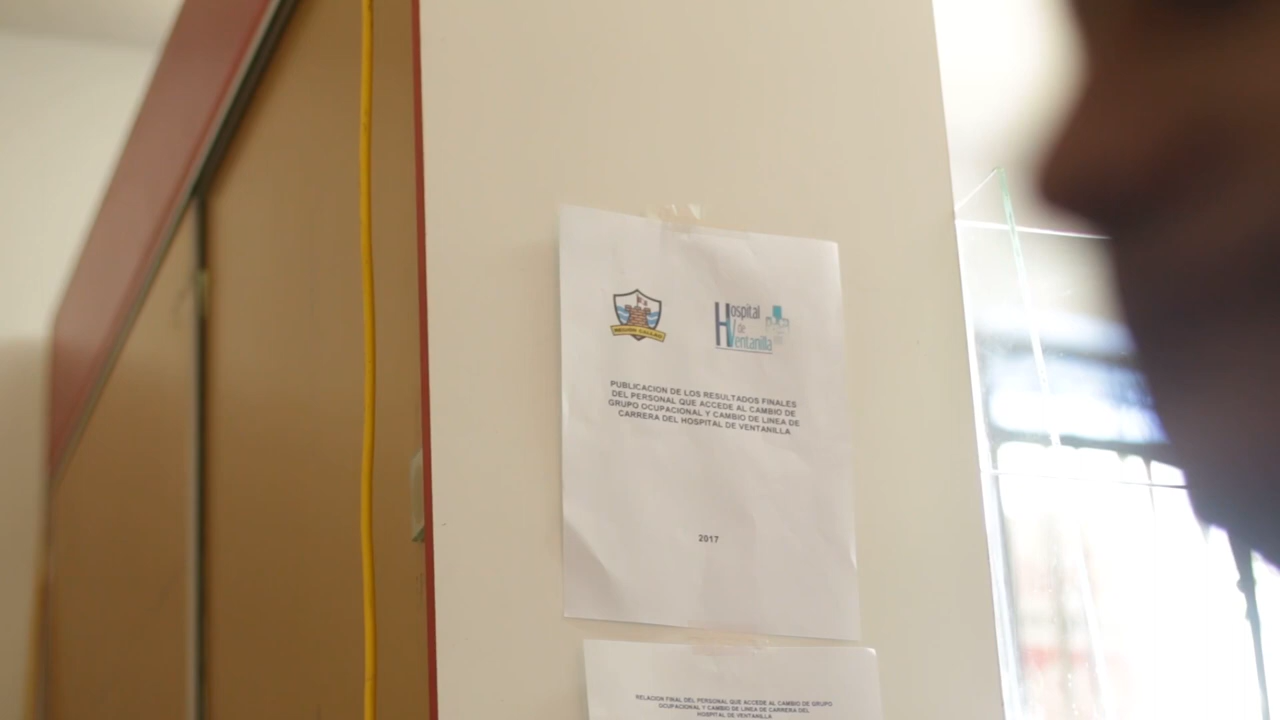 REGION CALLAO
Hospital
de
Ventanilla
PUBLICACION DE LOS RESULTADOS FINALES
DEL PERSONAL QUE ACCEDE AL CAMBIO DE
GRUPO OCUPACIONAL Y CAMBIO DE LINEA DE
CARRERA DEL HOSPITAL DE VENTANILLA
2017
RELACION FINAL DEL PERSONAL QUE ACCEDE AL CAMBIO DE GRUPO
OCUPACIONAL Y CAMBIO DE LINEA DE CARRERA DEL
HOSPITAL DE VENTANILLA